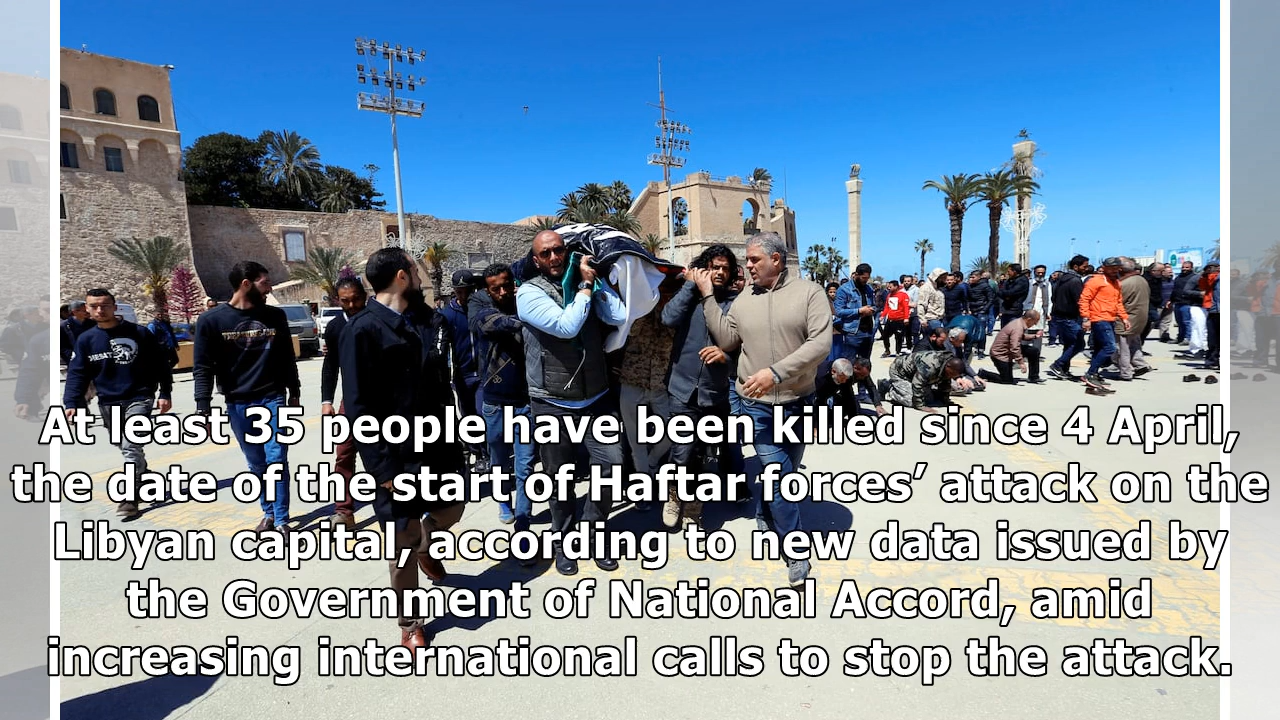 At least 35 people have been killed since 4 April,
the date of the start of Haftar forces’ attack on the
Libyan capital, according to new data issued by
the Government of National Accord, amid
increasing international calls to stop the attack.